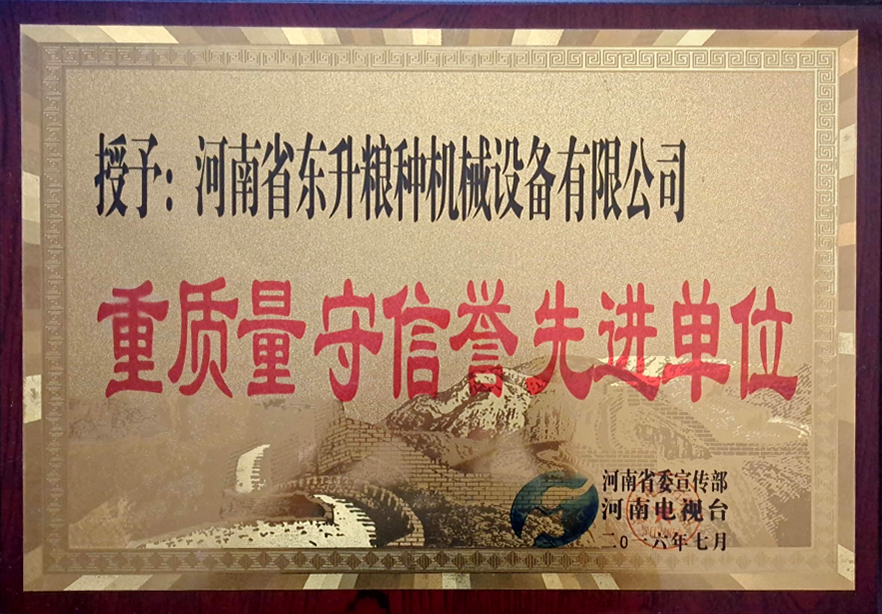 授予：河南省东升粮种机械设备有限公司
重质量守信誉先进单位
河南省委宣传部
河南电视台
二0一六年七月